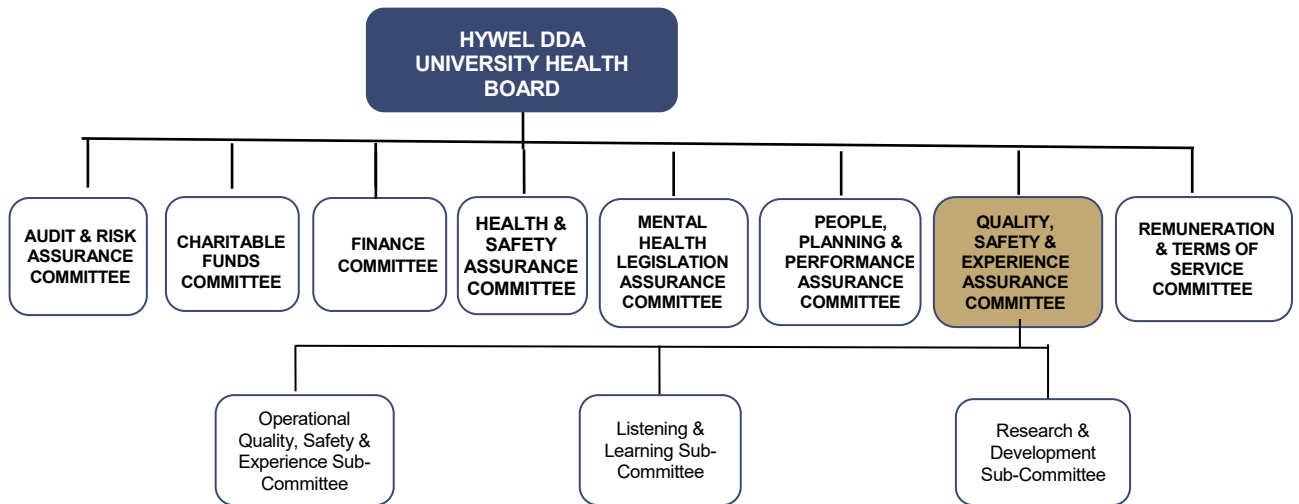 HYWEL DDA
UNIVERSITY HEALTH
BOARD
AUDIT & RISK
ASSURANCE
COMMITTEE
CHARITABLE
FUNDS
COMMITTEE
FINANCE
COMMITTEE
HEALTH &
SAFETY
ASSURANCE
COMMITTEE
MENTAL
HEALTH
LEGISLATION
ASSURANCE
COMMITTEE
PEOPLE,
PLANNING &
PERFORMANCE
ASSURANCE
COMMITTEE
QUALITY,
SAFETY &
EXPERIENCE
ASSURANCE
COMMITTEE
REMUNERATION
& TERMS OF
SERVICE
COMMITTEE
Operational
Quality, Safety &
Experience Sub-
Committee
Listening &
Learning Sub-
Committee
Research &
Development
Sub-Committee